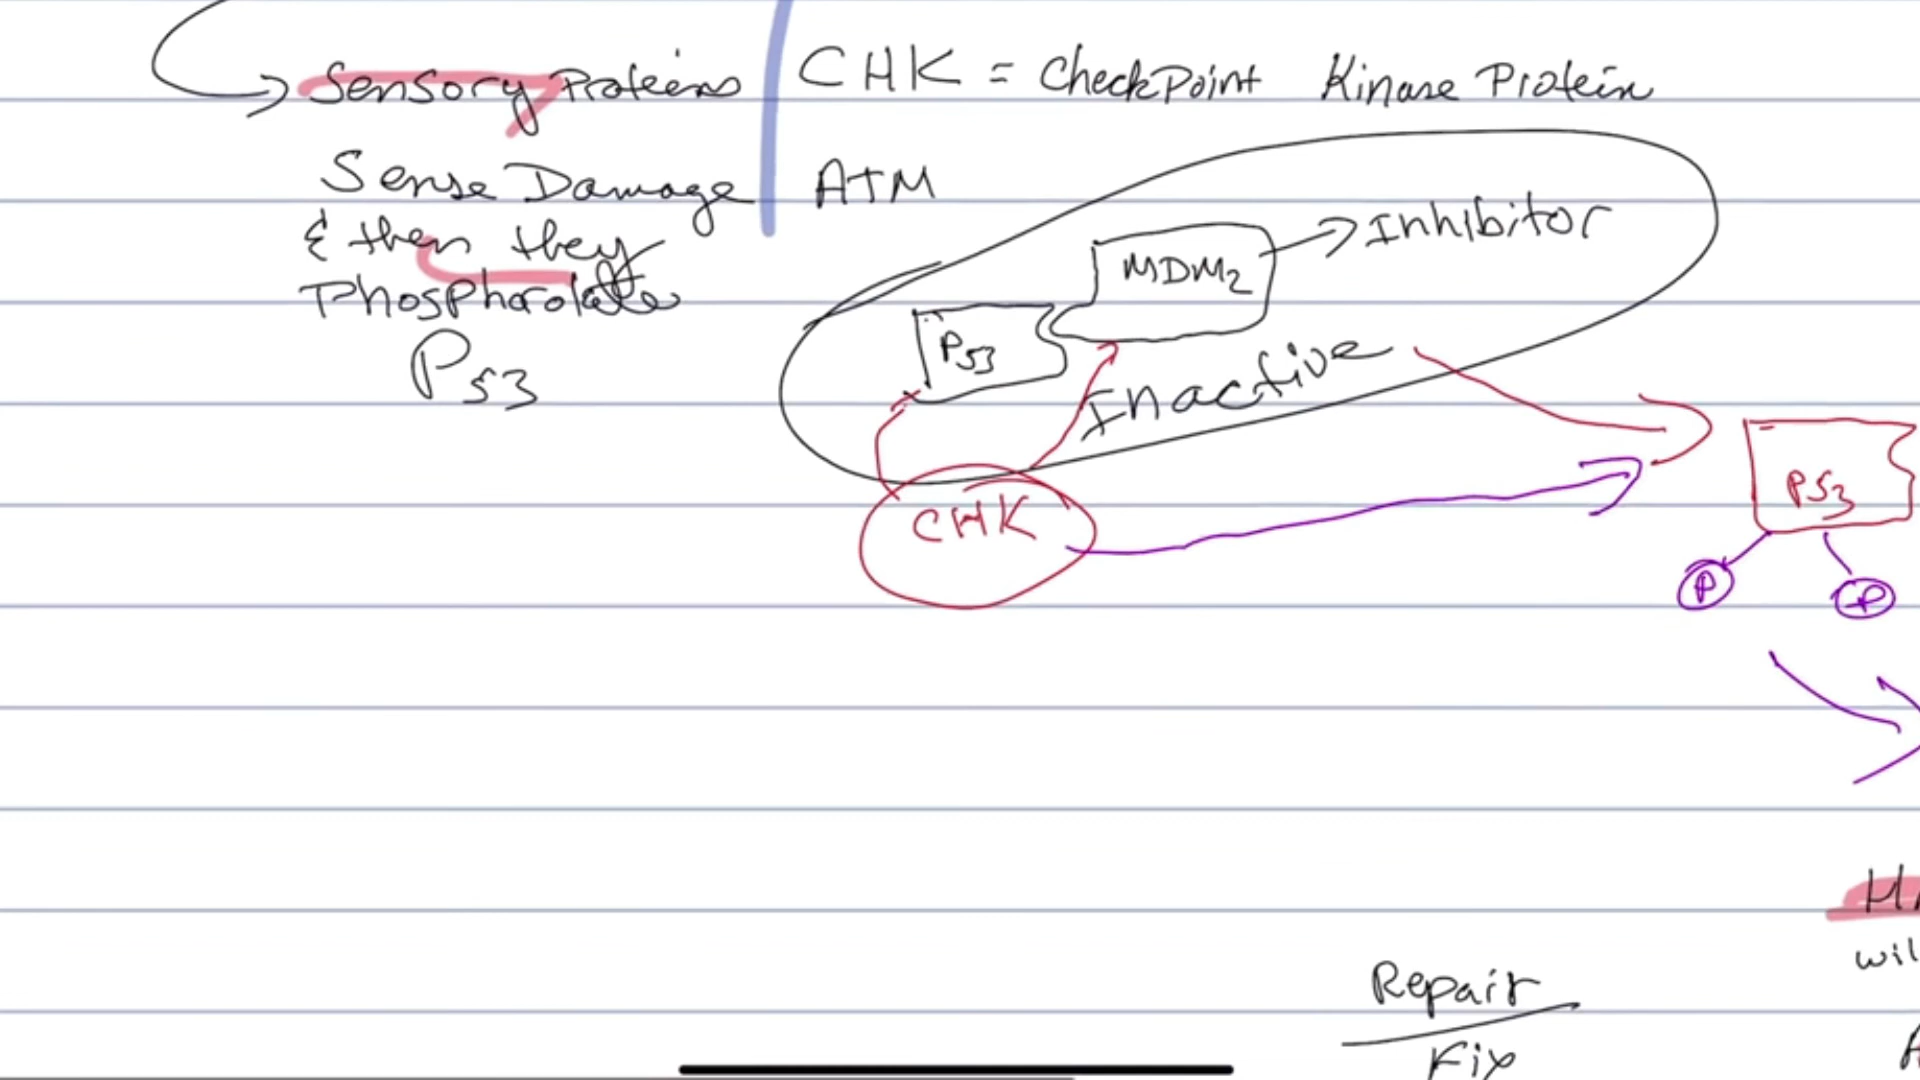 Sensory Proteins
Sense Damage
& then they
Phosphorolate
P53
CHK = CheckPoint Kinase Protein
ATM
MDM2
Inhibitor
P53
Inactive
CHK
P53
P
P
wil
Repair
Fix